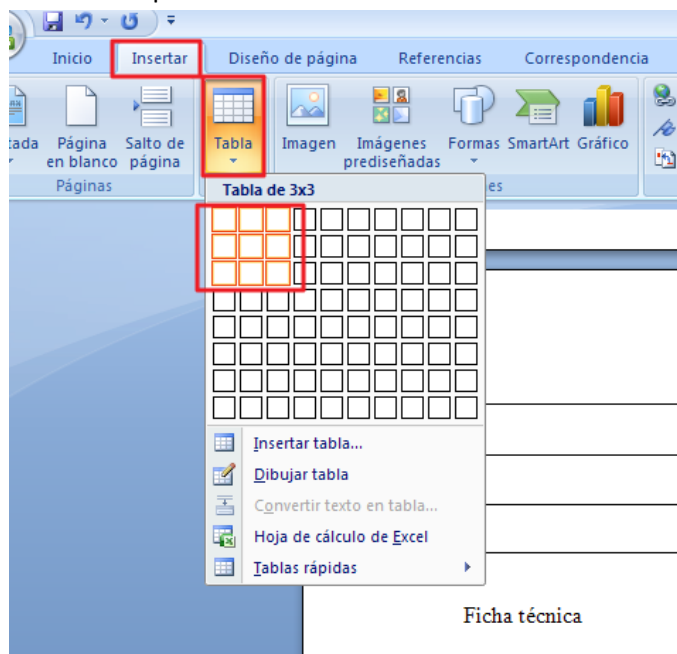 Inicio Insertar Diseño de página Referencias Correspondencia
Página en blanco
Salto de página
Tabla
Imagen
Imágenes prediseñadas
Formas
SmartArt
Gráfico
Páginas
Tabla de 3x3
Insertar tabla...
Dibujar tabla
Convertir texto en tabla...
Hoja de cálculo de Excel
Tablas rápidas
Ficha técnica